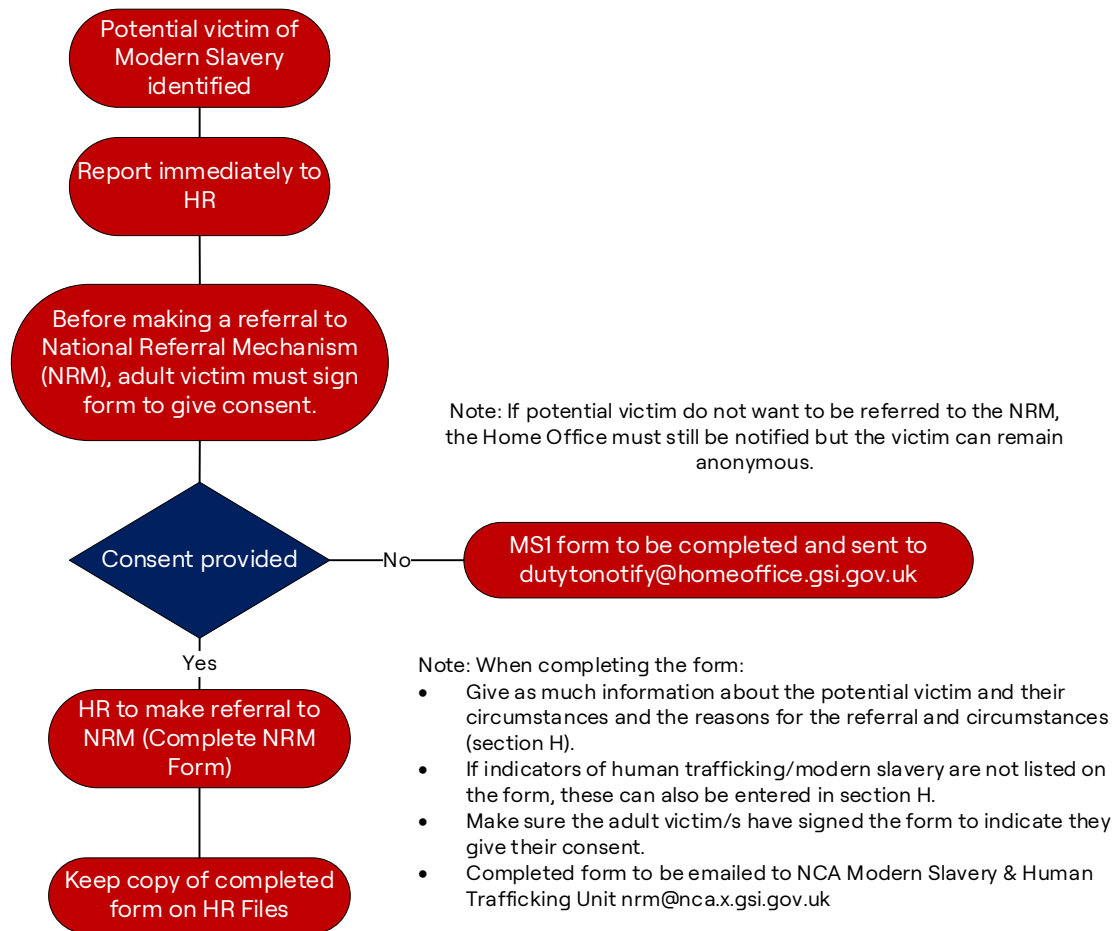 Potential victim of
Modern Slavery
identified
Report immediately to
HR
Before making a referral to
National Referral Mechanism
(NRM), adult victim must sign
form to give consent.
Note: If potential victim do not want to be referred to the NRM,
the Home Office must still be notified but the victim can remain
anonymous.
Consent provided
No
MS1 form to be completed and sent to
dutytonotify@homeoffice.gsi.gov.uk
Yes
HR to make referral to
NRM (Complete NRM
Form)
Keep copy of completed
form on HR Files
Note: When completing the form:
• Give as much information about the potential victim and their
circumstances and the reasons for the referral and circumstances
(section H).
• If indicators of human trafficking/modern slavery are not listed on
the form, these can also be entered in section H.
• Make sure the adult victim/s have signed the form to indicate they
give their consent.
• Completed form to be emailed to NCA Modern Slavery & Human
Trafficking Unit nrm@nca.x.gsi.gov.uk